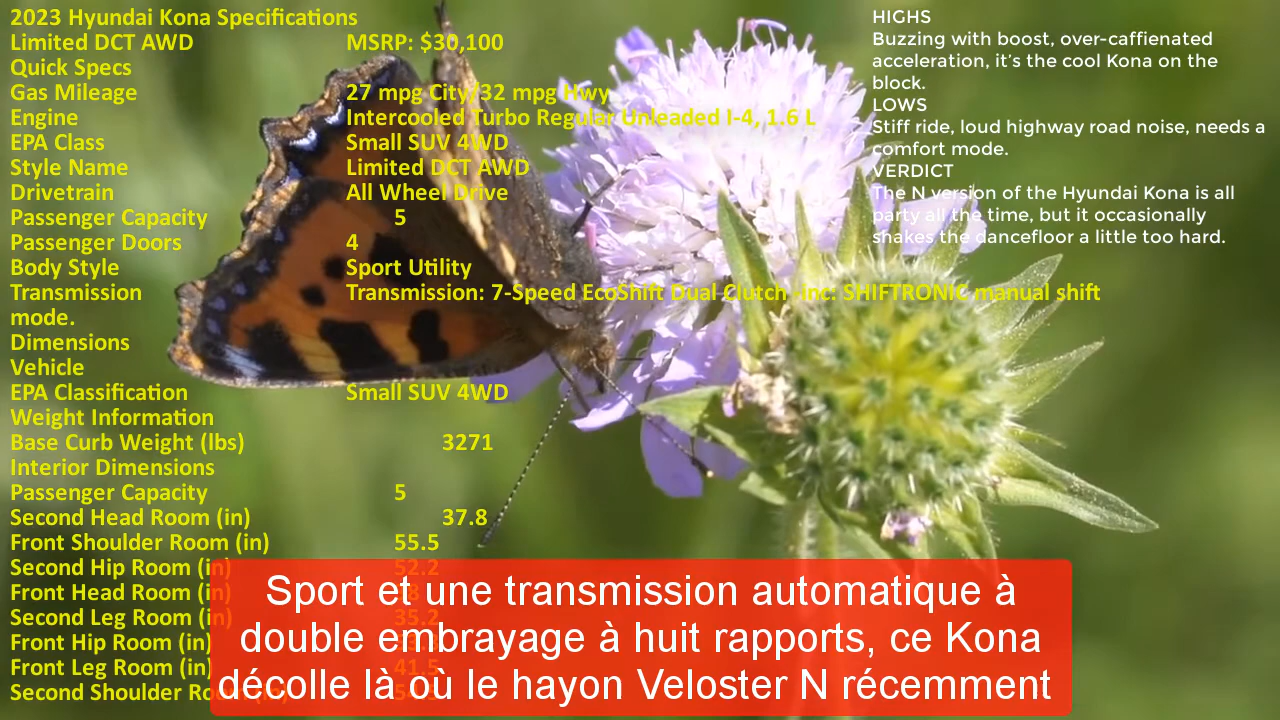 2023 Hyundai Kona Specifications
Limited DCT AWD MSRP: $30,100
Quick Specs
Gas Mileage 27 mpg City/32 mpg Hwy
Engine Intercooled Turbo Regular Unleaded I-4, 1.6 L
EPA Class Small SUV 4WD
Style Name Limited DCT AWD
Drivetrain All Wheel Drive
Passenger Capacity 5
Passenger Doors 4
Body Style Sport Utility
Transmission Transmission: 7-Speed EcoShift Dual Clutch -inc: SHIFTRONIC manual shift
mode.
Dimensions
Vehicle
EPA Classification Small SUV 4WD
Weight Information
Base Curb Weight (lbs) 3271
Interior Dimensions
Passenger Capacity 5
Second Head Room (in) 37.8
Front Shoulder Room (in) 55.5
Second Hip Room (in) 52.2
Front Head Room (in)
Second Leg Room (in) 35.2
Front Hip Room (in)
Front Leg Room (in) 41.5
Second Shoulder
HIGHS
Buzzing with boost, over-caffienated
acceleration, it's the cool Kona on the
block.
LOWS
Stiff ride, loud highway road noise, needs a
comfort mode.
VERDICT
The N version of the Hyundai Kona is all
party all the time, but it occasionally
shakes the dancefloor a little too hard.
Sport et une transmission automatique à
double embrayage à huit rapports, ce Kona
décolle là où le hayon Veloster N récemment